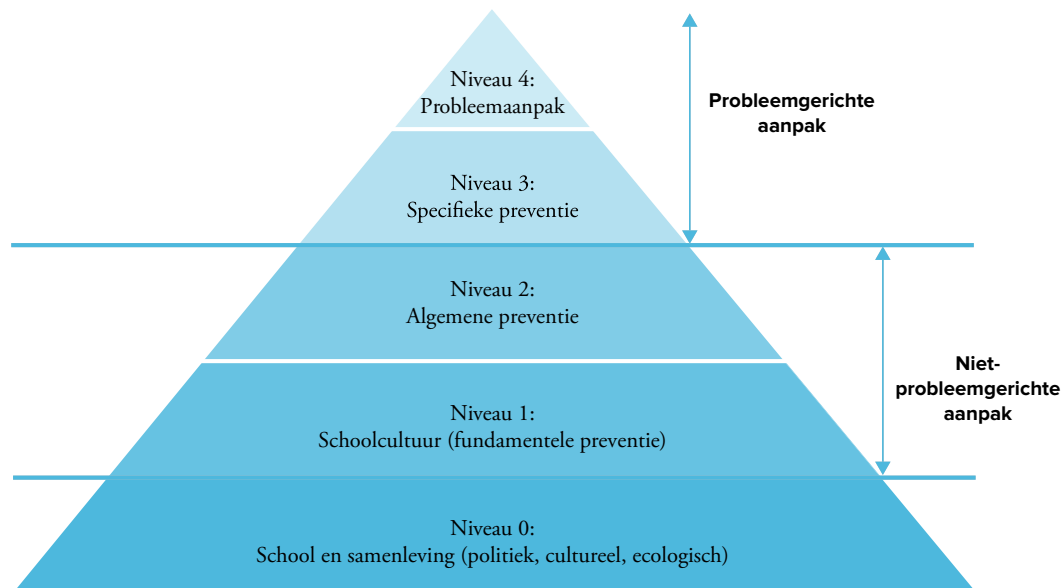 Niveau 4:
Probleemaanpak
Probleemgerichte
aanpak
Niveau 3:
Specifieke preventie
Niveau 2:
Algemene preventie
Niet-
probleemgerichte
aanpak
Niveau 1:
Schoolcultuur (fundamentele preventie)
Niveau 0:
School en samenleving (politiek, cultureel, ecologisch)